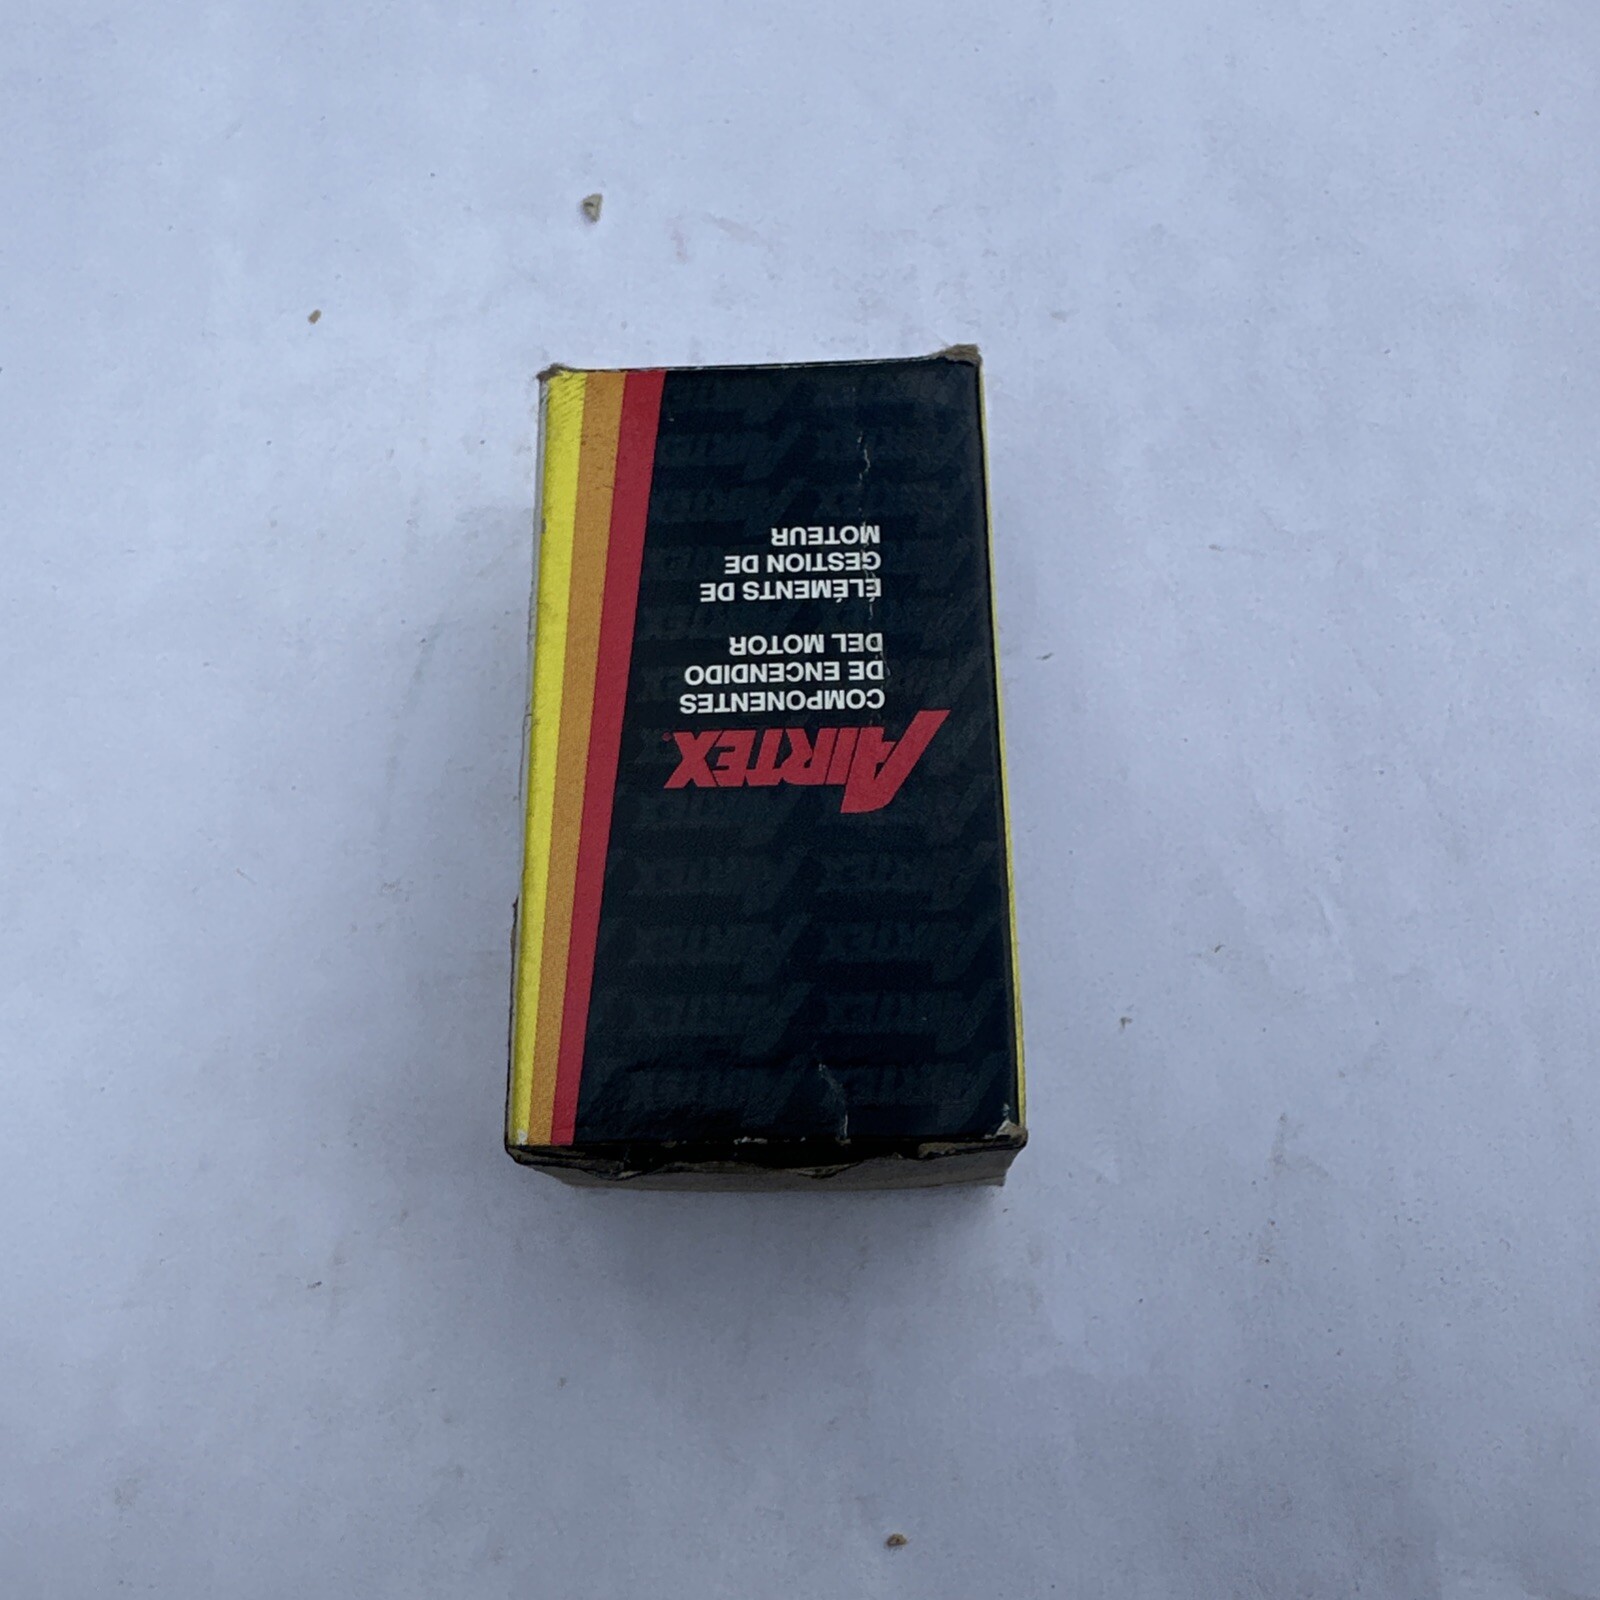 AIRTEX®
COMPONENTES
DE ENCENDIDO
DEL MOTOR
ÉLÉMENTS DE
GESTION DE
MOTEUR